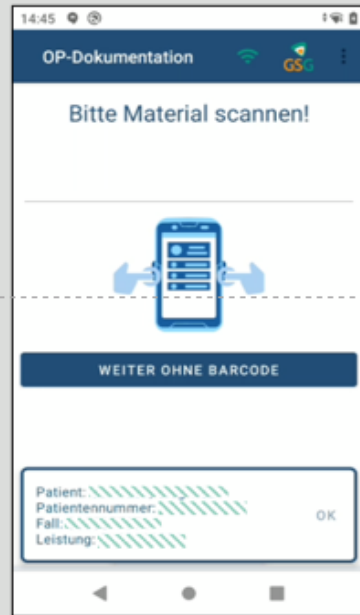 14:45
OP-Dokumentation
GSG
Bitte Material scannen!
WEITER OHNE BARCODE
Patient:
Patientennummer:
Fall:
Leistung:
OK